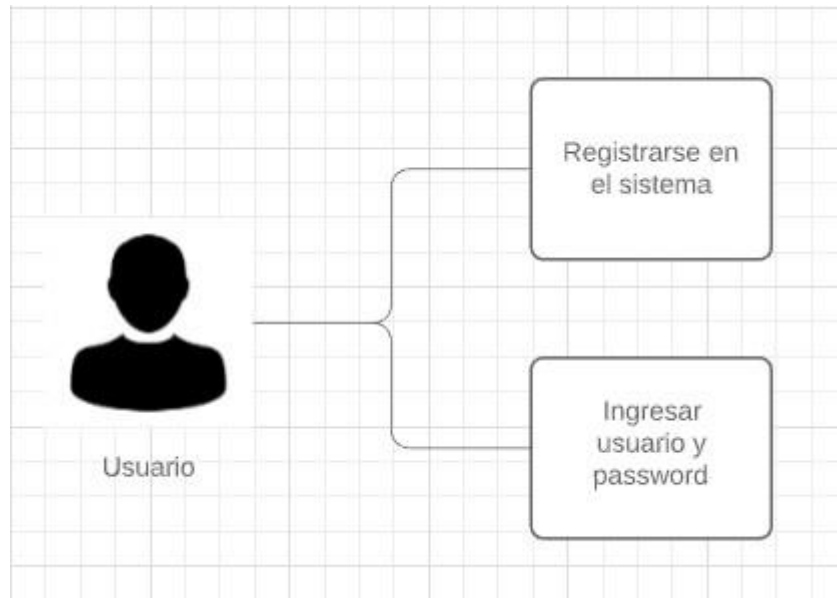 Registrarse en
el sistema
Usuario
Ingresar
usuario y
password